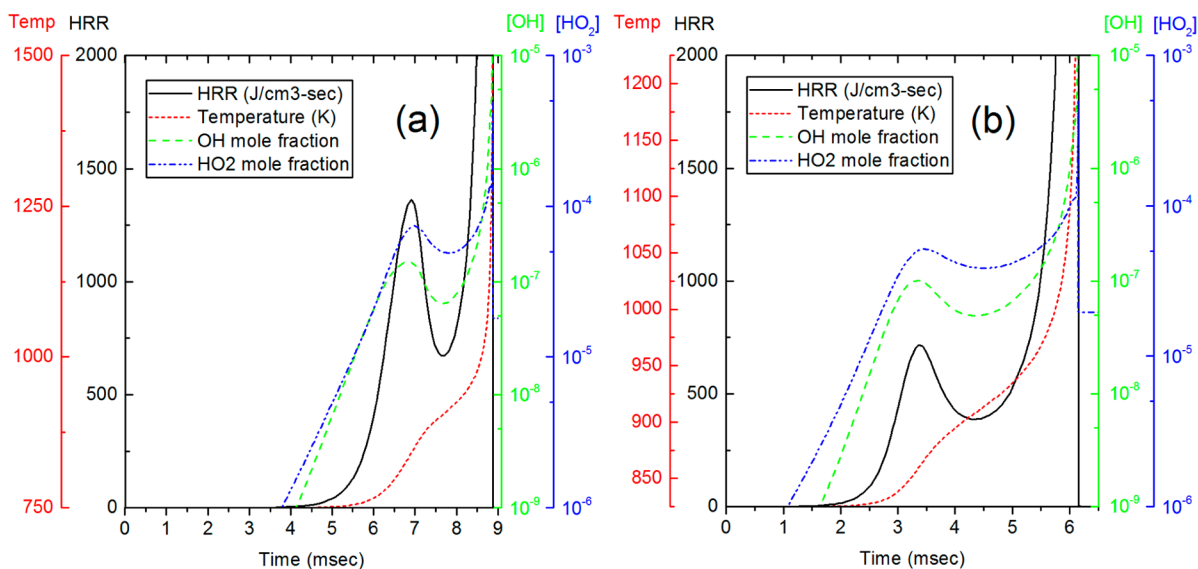 Temp HRR [OH] [HO2]
1500 2000 10-5 10-3
HRR (J/cm3-sec)
Temperature (K)
OH mole fraction
HO2 mole fraction
(a)
1500 10-6
1250 10-4
1000 10-7
1000 10-5
500 10-8
750 0 10-9 10-6
0 1 2 3 4 5 6 7 8 9
Time (msec)
Temp HRR [OH] [HO2]
2000 10-5 10-3
1200
HRR (J/cm3-sec)
Temperature (K)
OH mole fraction
HO2 mole fraction
(b)
1150
1500 10-6
1100 10-4
1050
1000 1000 10-7
950 10-5
500 10-8
900
850
0 10-9 10-6
0 1 2 3 4 5 6
Time (msec)